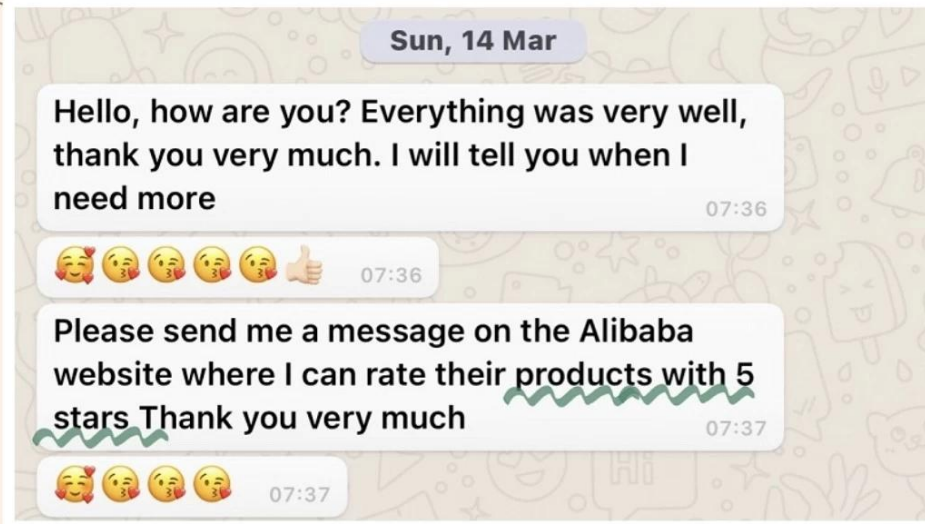 Sun, 14 Mar
Hello, how are you? Everything was very well,
thank you very much. I will tell you when I
need more
07:36
🥰😘😘😘😘👍🏻 07:36
Please send me a message on the Alibaba
website where I can rate their products with 5
stars Thank you very much
07:37
🥰😘😘😘 07:37
Hi